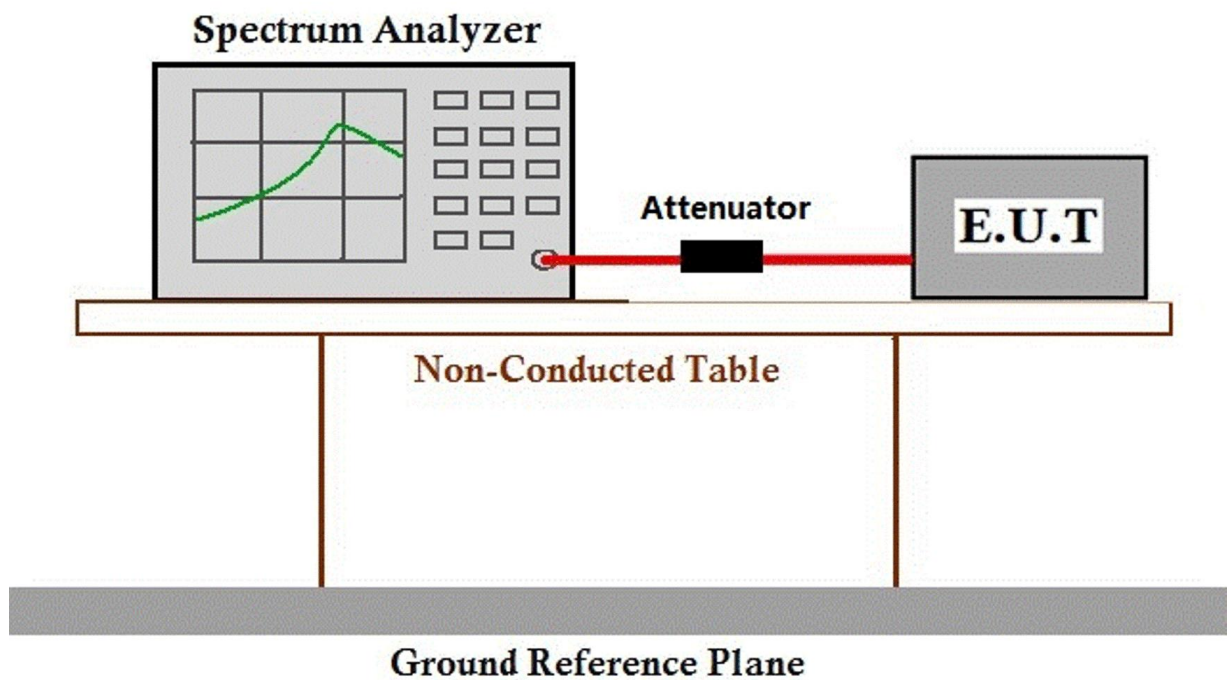 Spectrum Analyzer
Attenuator
E.U.T
Non-Conducted Table
Ground Reference Plane